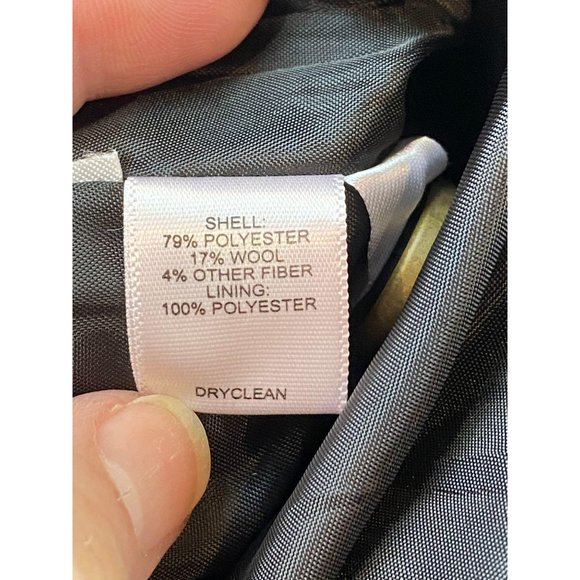 SHELL:
79% POLYESTER
17% WOOL
4% OTHER FIBER
LINING:
100% POLYESTER
DRYCLEAN